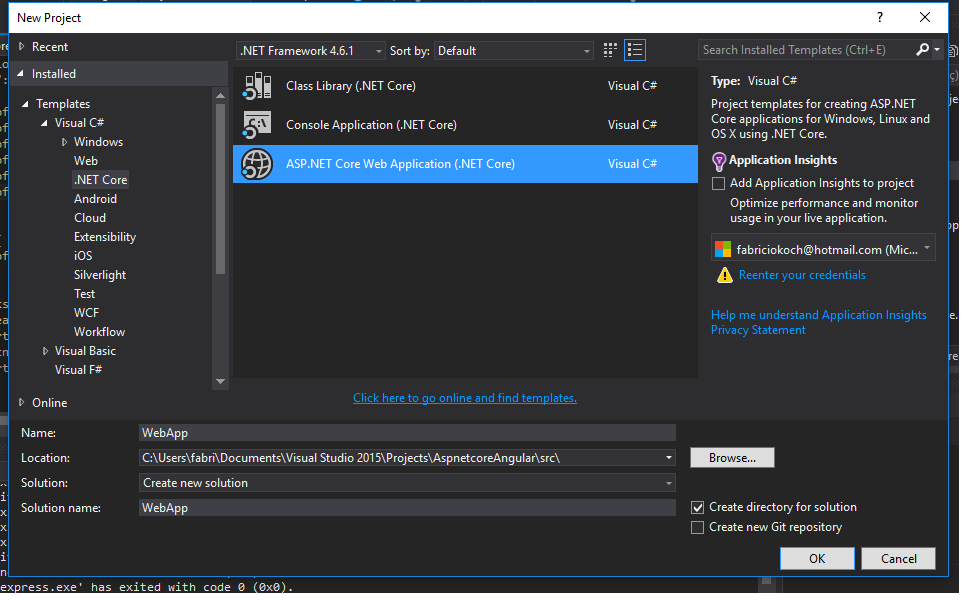 New Project
?
Recent
Installed
Templates
Visual C#
Windows
Web
.NET Core
Android
Cloud
Extensibility
iOS
Silverlight
Test
WCF
Workflow
Visual Basic
Visual F#
Online
.NET Framework 4.6.1
Sort by:
Default
Search Installed Templates (Ctrl+E)
Class Library (.NET Core) Visual C#
Console Application (.NET Core) Visual C#
ASP.NET Core Web Application (.NET Core) Visual C#
Click here to go online and find templates.
Type: Visual C#
Project templates for creating ASP.NET
Core applications for Windows, Linux and
OS X using .NET Core.
Application Insights
Add Application Insights to project
Optimize performance and monitor
usage in your live application.
fabriciokoch@hotmail.com (Mic...
Reenter your credentials
Help me understand Application Insights
Privacy Statement
Name: WebApp
Location: C:\Users\fabri\Documents\Visual Studio 2015\Projects\AspnetcoreAngular\src\
Browse...
Solution: Create new solution
Solution name: WebApp
Create directory for solution
Create new Git repository
OK
Cancel
express.exe' has exited with code 0 (0x0).